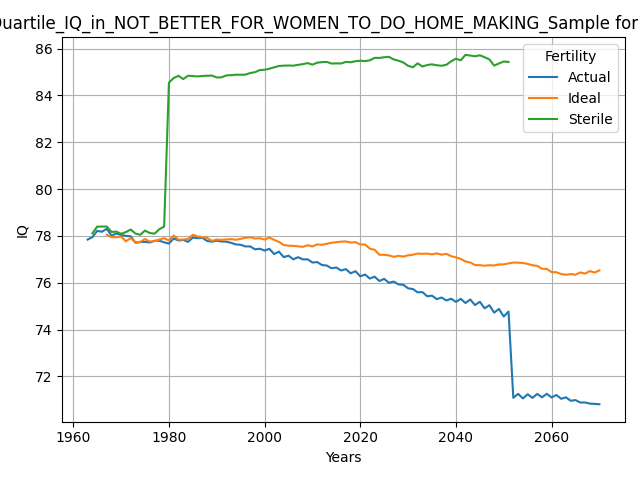 uartile_IQ_in_NOT_BETTER_FOR_WOMEN_TO_DO_HOME_MAKING_Sample for
86
84
82
80
78
76
74
72
IQ
1960
1980
2000
2020
2040
2060
Years
Fertility
Actual
Ideal
Sterile